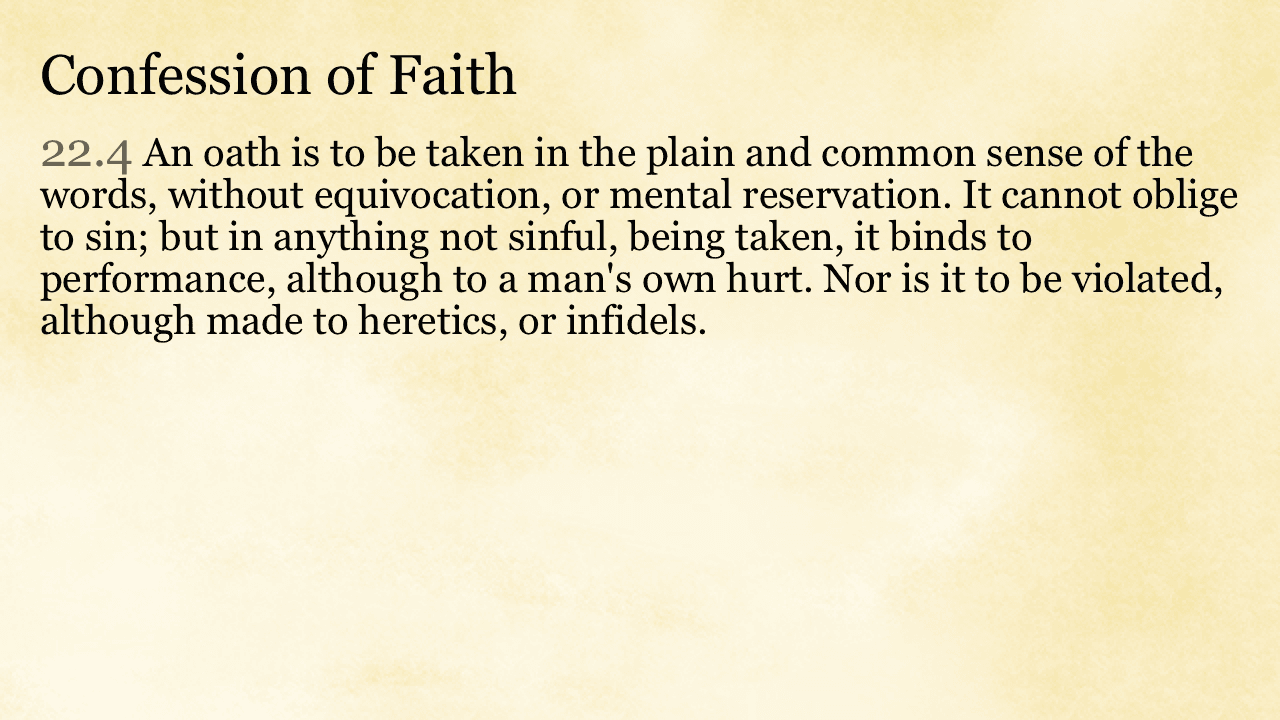 Confession of Faith
22.4 An oath is to be taken in the plain and common sense of the
words, without equivocation, or mental reservation. It cannot oblige
to sin; but in anything not sinful, being taken, it binds to
performance, although to a man's own hurt. Nor is it to be violated,
although made to heretics, or infidels.